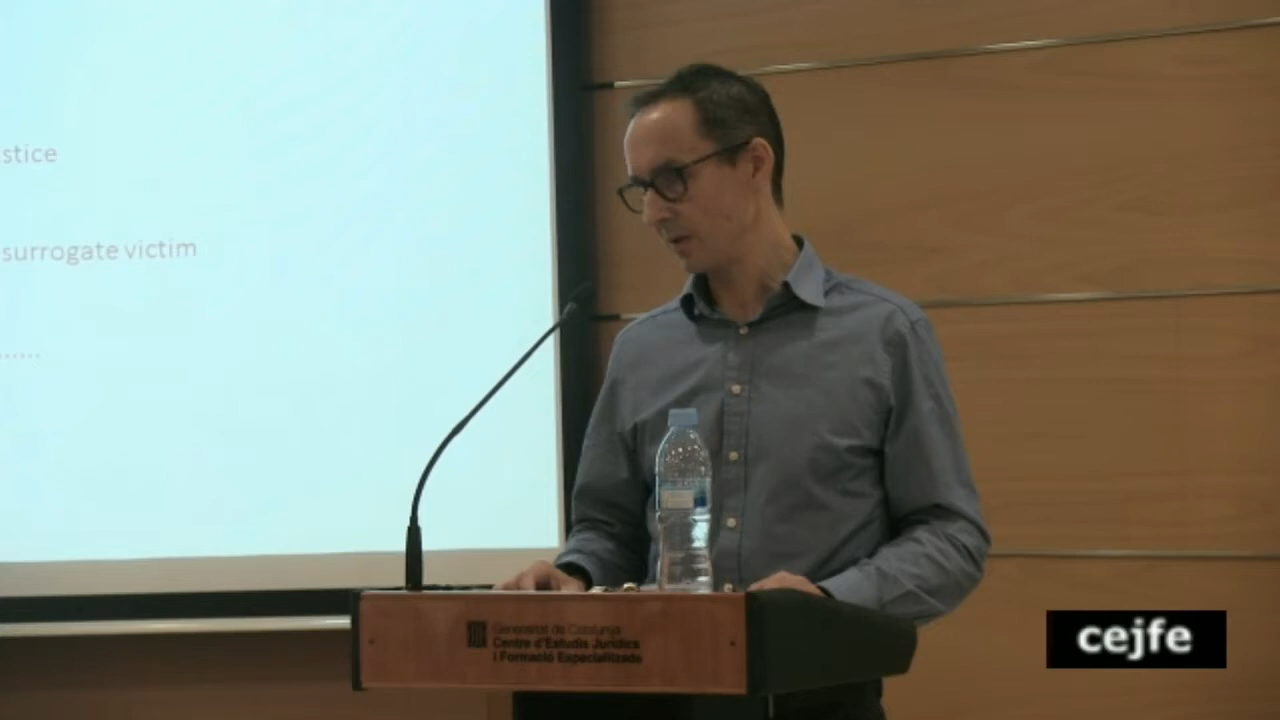 stice
surrogate victim
......
Generalitat de Catalunya
Centre d'Estudis Jurídics
i Formació Especialitzada
cejfe